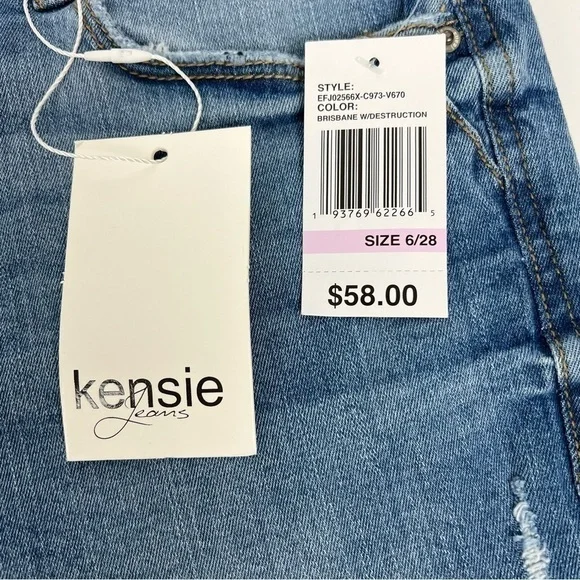 kensie
Jeans
STYLE:
EFJ02566X-C973-V670
COLOR:
BRISBANE W/DESTRUCTION
1 93769 62266 5
SIZE 6/28
$58.00